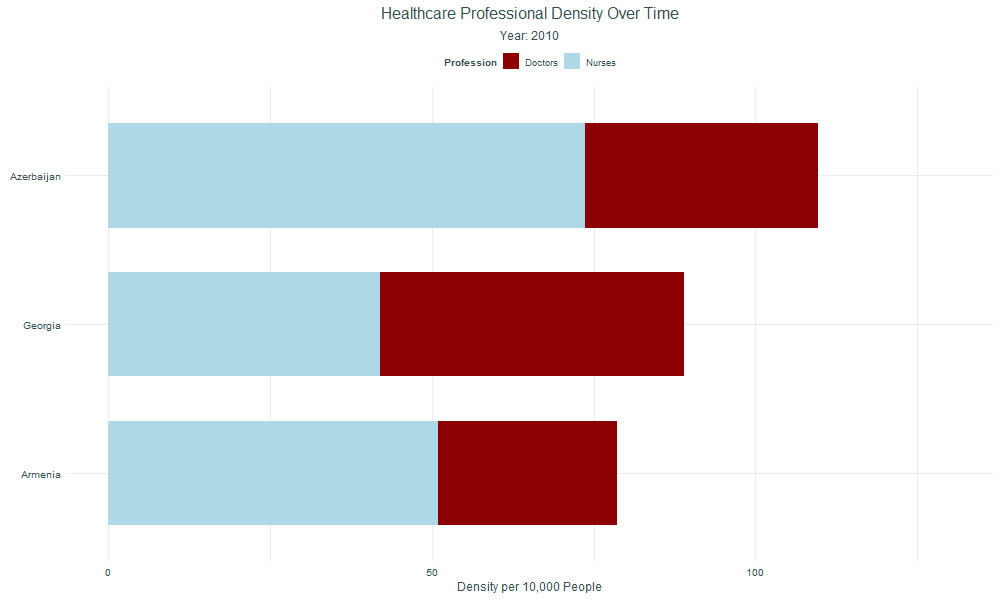 Healthcare Professional Density Over Time
Year: 2010
Profession Doctors Nurses
Azerbaijan
Georgia
Armenia
0 50 100
Density per 10,000 People